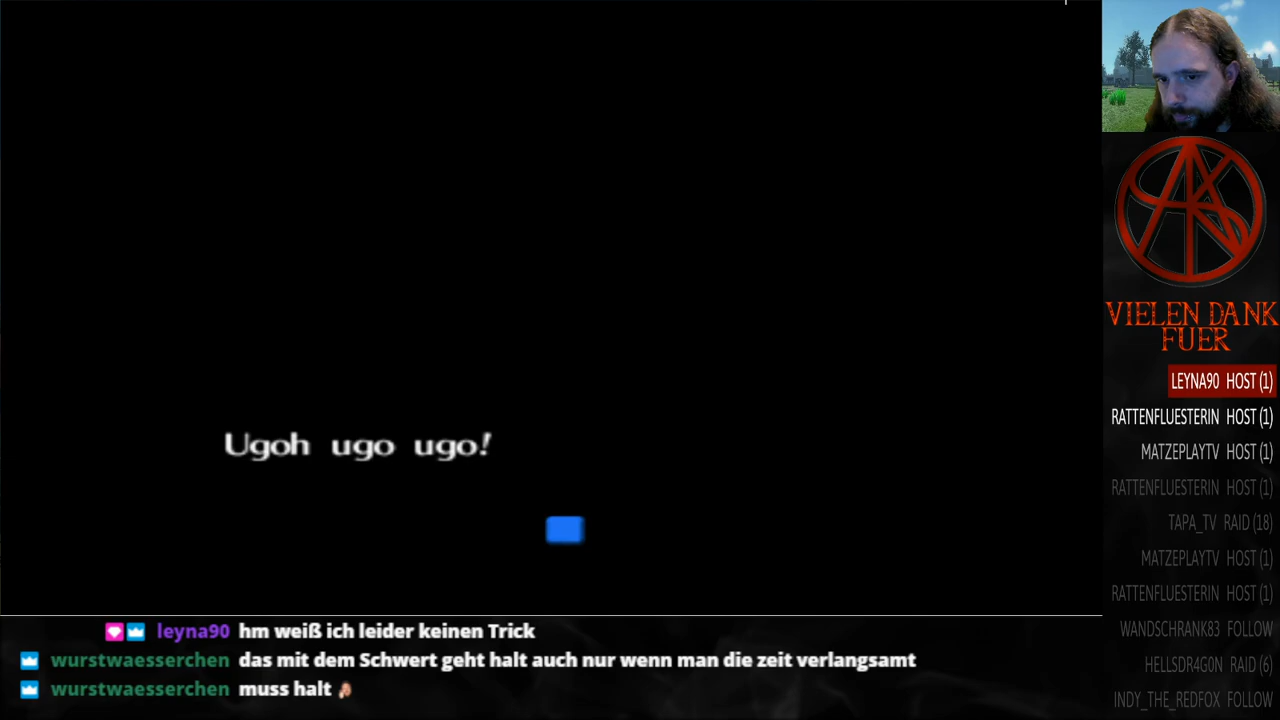 Ugoh ugo ugo!
leyna90 hm weiß ich leider keinen Trick
wurstwaesserchen das mit dem Schwert geht halt auch nur wenn man die zeit verlangsamt
wurstwaesserchen muss halt
VIELEN DANK
FUER
LEYNA90 HOST (1)
RATTENFLUESTERIN HOST (1)
MATZEPLAYTV HOST (1)
RATTENFLUESTERIN HOST (1)
TAPA_TV RAID (18)
MATZEPLAYTV HOST (1)
RATTENFLUESTERIN HOST (1)
WANDSCHRANK83 FOLLOW
HELLSDR4G0N RAID (6)
INDY_THE_REDFOX FOLLOW